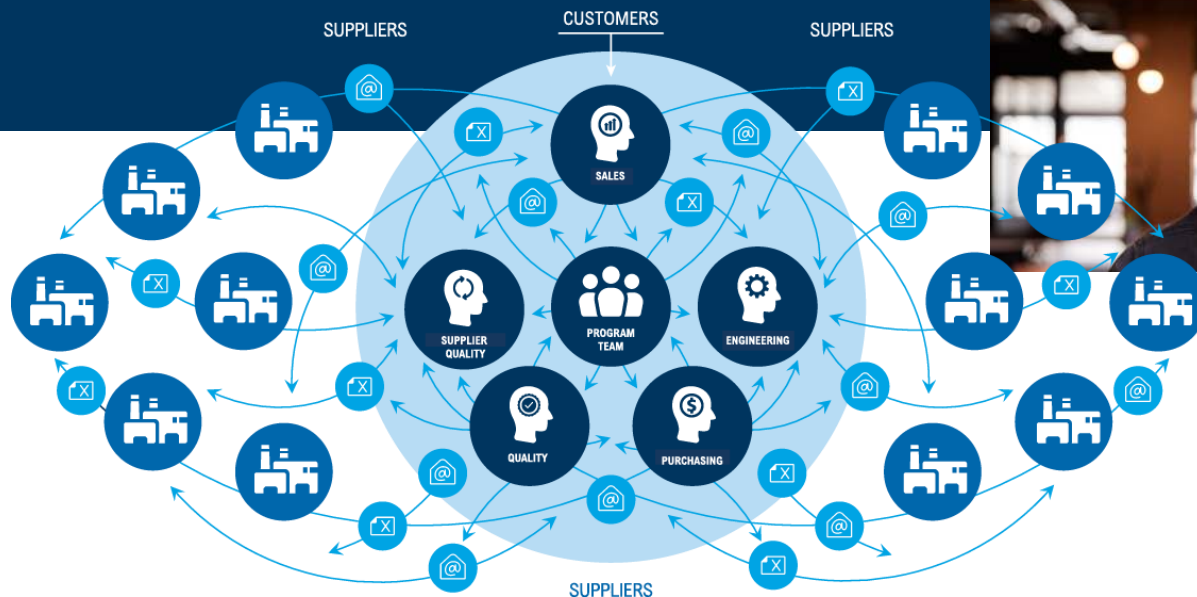 CUSTOMERS
SUPPLIERS
SUPPLIERS
SALES
SUPPLIER
QUALITY
PROGRAM
TEAM
ENGINEERING
QUALITY
PURCHASING
SUPPLIERS
@
X
X
@
@
X
@
@
X
X
X
@
X
@
@
X
@
X
@
@
X